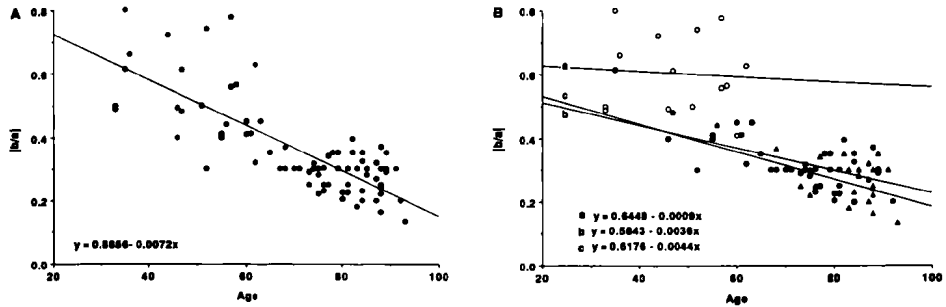 A
B
|b/a|
0.8
0.6
0.4
0.2
0.0
y = 0.8656- 0.0072x
20
40
60
80
100
Age
|b/a|
0.8
0.6
0.4
0.2
0.0
a
c
b
a y = 0.6448 - 0.0009x
b y = 0.5843 - 0.0036x
c y = 0.6176 - 0.0044x
20
40
60
80
100
Age